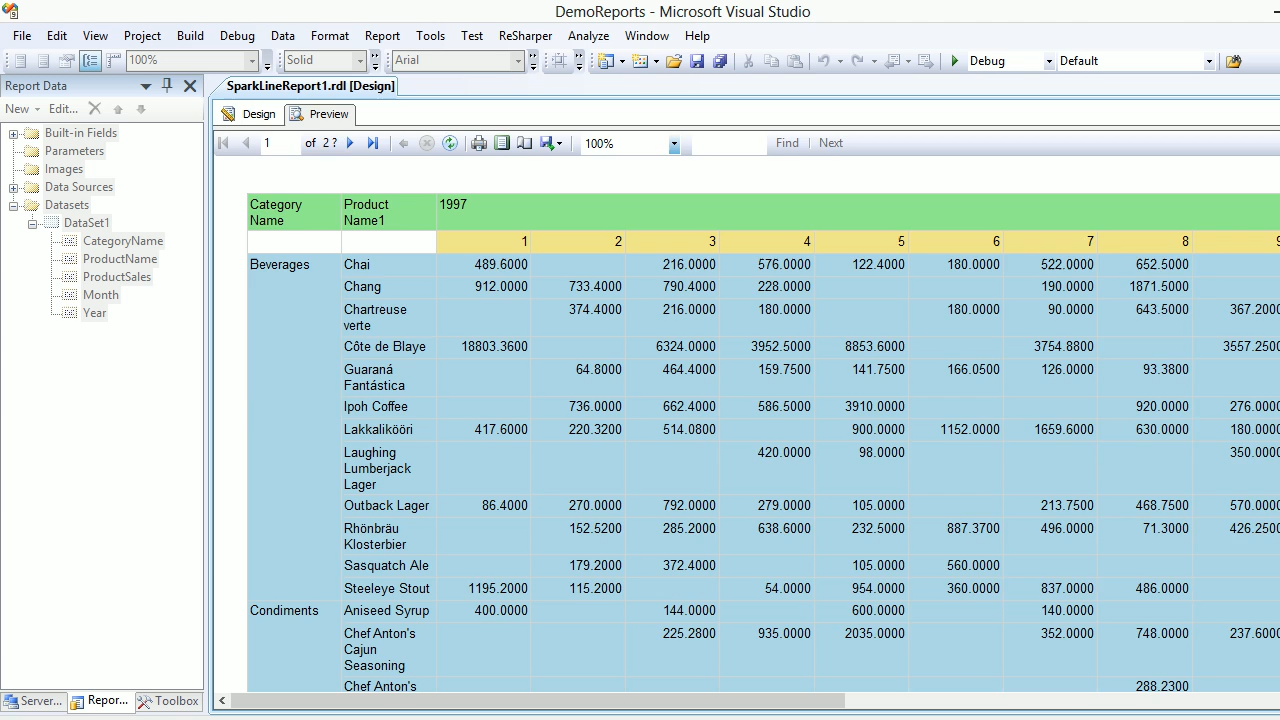 DemoReports - Microsoft Visual Studio
File Edit View Project Build Debug Data Format Report Tools Test ReSharper Analyze Window Help
100% Solid Arial Debug Default
Report Data
SparkLineReport1.rdl [Design]
New Edit...
Design Preview
Built-in Fields
Parameters
Images
Data Sources
Datasets
DataSet1
CategoryName
ProductName
ProductSales
Month
Year
1 of 2 ? 100% Find Next
Category Name Product Name1 1997
1 2 3 4 5 6 7 8 9
Beverages Chai 489.6000 216.0000 576.0000 122.4000 180.0000 522.0000 652.5000
Chang 912.0000 733.4000 790.4000 228.0000 190.0000 1871.5000
Chartreuse verte 374.4000 216.0000 180.0000 180.0000 90.0000 643.5000 367.2000
Côte de Blaye 18803.3600 6324.0000 3952.5000 8853.6000 3754.8800 3557.2500
Guaraná Fantástica 64.8000 464.4000 159.7500 141.7500 166.0500 126.0000 93.3800
Ipoh Coffee 736.0000 662.4000 586.5000 3910.0000 920.0000 276.0000
Lakkalikööri 417.6000 220.3200 514.0800 900.0000 1152.0000 1659.6000 630.0000 180.0000
Laughing Lumberjack Lager 420.0000 98.0000 350.0000
Outback Lager 86.4000 270.0000 792.0000 279.0000 105.0000 213.7500 468.7500 570.0000
Rhönbräu Klosterbier 152.5200 285.2000 638.6000 232.5000 887.3700 496.0000 71.3000 426.2500
Sasquatch Ale 179.2000 372.4000 105.0000 560.0000
Steeleye Stout 1195.2000 115.2000 54.0000 954.0000 360.0000 837.0000 486.0000
Condiments Aniseed Syrup 400.0000 144.0000 600.0000 140.0000
Chef Anton's Cajun Seasoning 225.2800 935.0000 2035.0000 352.0000 748.0000 237.6000
Chef Anton's 288.2300
Server... Repor... Toolbox